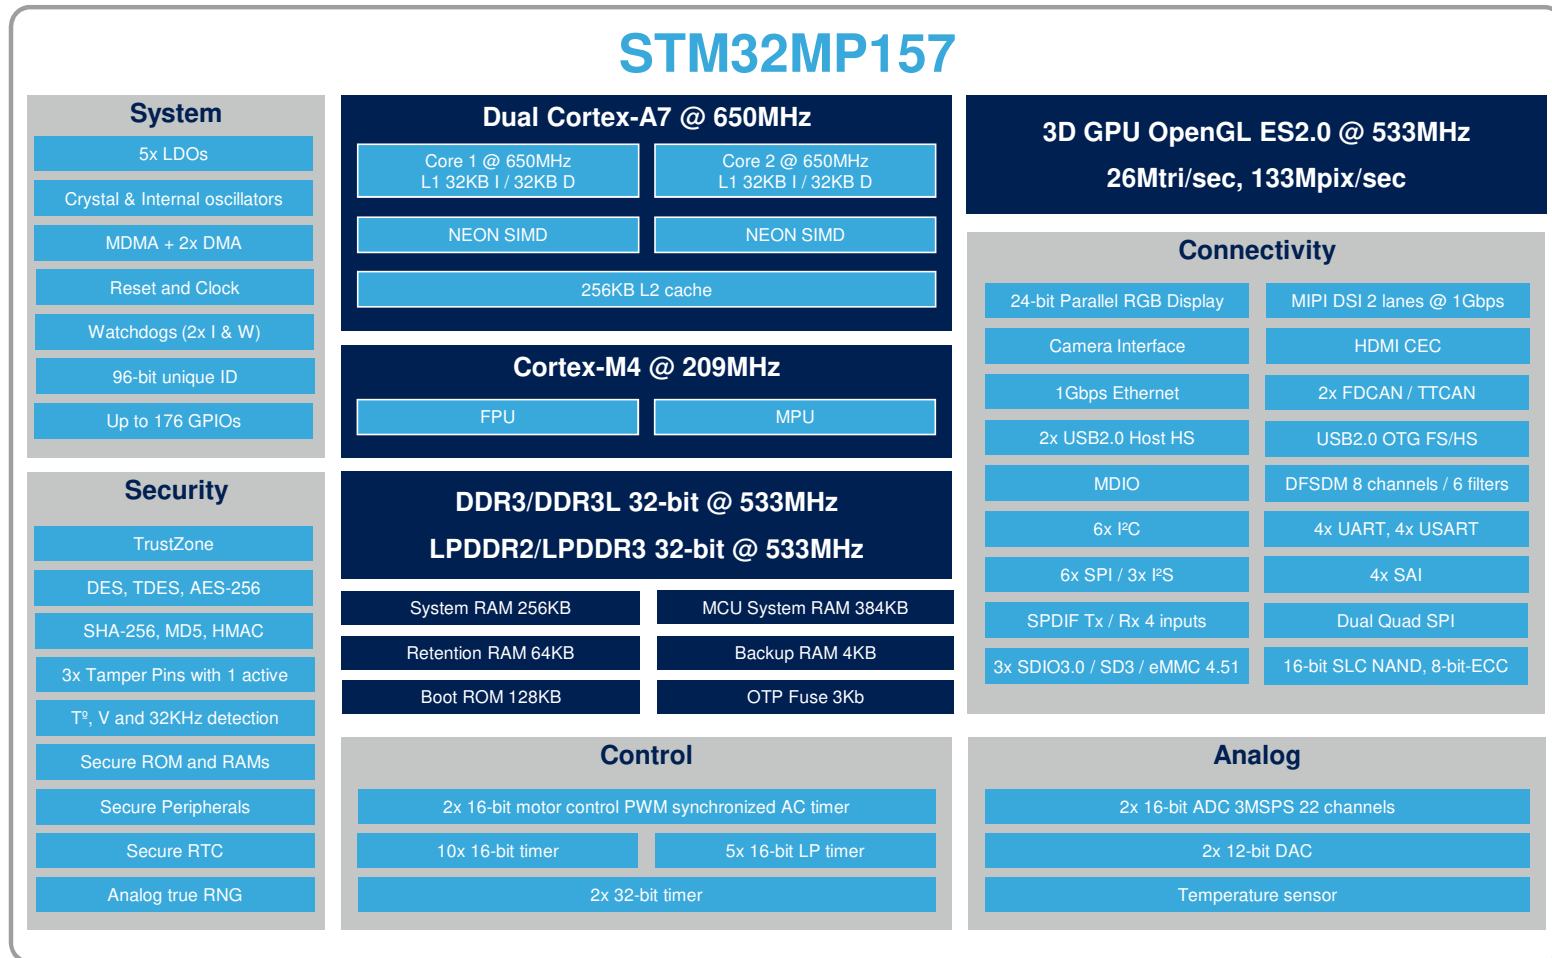 STM32MP157
System
5x LDOs
Crystal & Internal oscillators
MDMA + 2x DMA
Reset and Clock
Watchdogs (2x I & W)
96-bit unique ID
Up to 176 GPIOs
Security
TrustZone
DES, TDES, AES-256
SHA-256, MD5, HMAC
3x Tamper Pins with 1 active
Tº, V and 32KHz detection
Secure ROM and RAMs
Secure Peripherals
Secure RTC
Analog true RNG
Dual Cortex-A7 @ 650MHz
Core 1 @ 650MHz
L1 32KB I / 32KB D
Core 2 @ 650MHz
L1 32KB I / 32KB D
NEON SIMD
NEON SIMD
256KB L2 cache
Cortex-M4 @ 209MHz
FPU
MPU
DDR3/DDR3L 32-bit @ 533MHz
LPDDR2/LPDDR3 32-bit @ 533MHz
System RAM 256KB
MCU System RAM 384KB
Retention RAM 64KB
Backup RAM 4KB
Boot ROM 128KB
OTP Fuse 3Kb
Control
2x 16-bit motor control PWM synchronized AC timer
10x 16-bit timer
5x 16-bit LP timer
2x 32-bit timer
3D GPU OpenGL ES2.0 @ 533MHz
26Mtri/sec, 133Mpix/sec
Connectivity
24-bit Parallel RGB Display
MIPI DSI 2 lanes @ 1Gbps
Camera Interface
HDMI CEC
1Gbps Ethernet
2x FDCAN / TTCAN
2x USB2.0 Host HS
USB2.0 OTG FS/HS
MDIO
DFSDM 8 channels / 6 filters
6x I²C
4x UART, 4x USART
6x SPI / 3x I²S
4x SAI
SPDIF Tx / Rx 4 inputs
Dual Quad SPI
3x SDIO3.0 / SD3 / eMMC 4.51
16-bit SLC NAND, 8-bit-ECC
Analog
2x 16-bit ADC 3MSPS 22 channels
2x 12-bit DAC
Temperature sensor